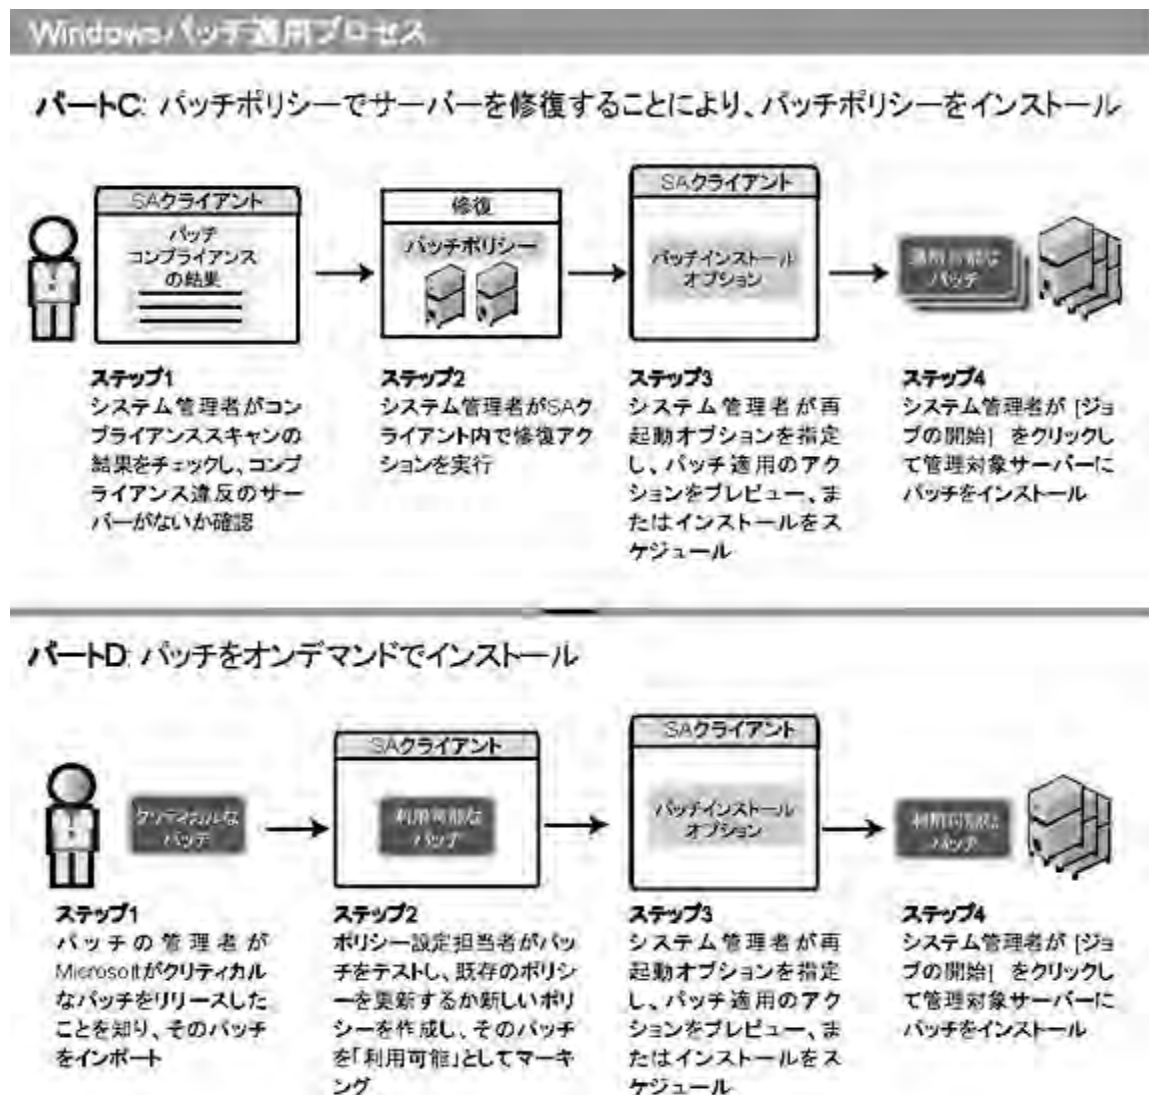 Windowsパッチ適用プロセス
パートC: パッチポリシーでサーバーを修復することにより、パッチポリシーをインストール
SAクライアント
パッチ
コンプライアンス
の結果
修復
パッチポリシー
SAクライアント
パッチインストール
オプション
適用可能な
パッチ
ステップ1
システム管理者がコン
プライアンススキャンの
結果をチェックし、コンプ
ライアンス違反のサー
バーがないか確認
ステップ2
システム管理者がSAク
ライアント内で修復アク
ションを実行
ステップ3
システム管理者が再
起動オプションを指定
し、パッチ適用のアク
ションをプレビュー、ま
たはインストールをス
ケジュール
ステップ4
システム管理者が [ジョ
ブの開始] をクリックし
て管理対象サーバーに
パッチをインストール
パートD: パッチをオンデマンドでインストール
クリティカルな
パッチ
SAクライアント
利用可能な
パッチ
SAクライアント
パッチインストール
オプション
利用可能な
パッチ
ステップ1
パッチの管理者が
Microsoftがクリティカル
なパッチをリリースした
ことを知り、そのパッチ
をインポート
ステップ2
ポリシー設定担当者がパッ
チをテストし、既存のポリシ
ーを更新するか新しいポリ
シーを作成し、そのパッチ
を「利用可能」としてマーキ
ング
ステップ3
システム管理者が再
起動オプションを指定
し、パッチ適用のアク
ションをプレビュー、ま
たはインストールをス
ケジュール
ステップ4
システム管理者が [ジョ
ブの開始] をクリックし
て管理対象サーバーに
パッチをインストール